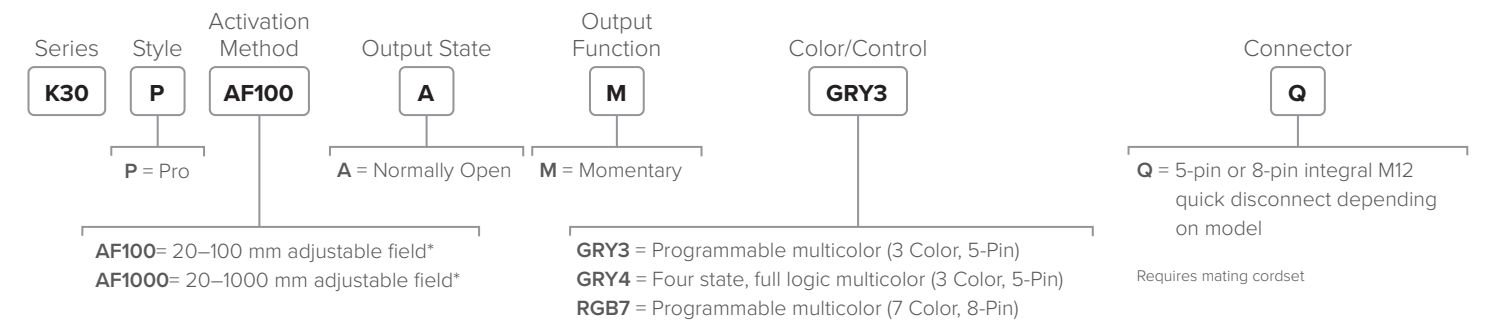 Series
Style
Activation
Method
Output State
Output
Function
Color/Control
Connector
K30
P
AF100
A
M
GRY3
Q
P = Pro
A = Normally Open
M = Momentary
Q = 5-pin or 8-pin integral M12
quick disconnect depending
on model
AF100= 20–100 mm adjustable field*
AF1000= 20–1000 mm adjustable field*
GRY3 = Programmable multicolor (3 Color, 5-Pin)
GRY4 = Four state, full logic multicolor (3 Color, 5-Pin)
RGB7 = Programmable multicolor (7 Color, 8-Pin)
Requires mating cordset